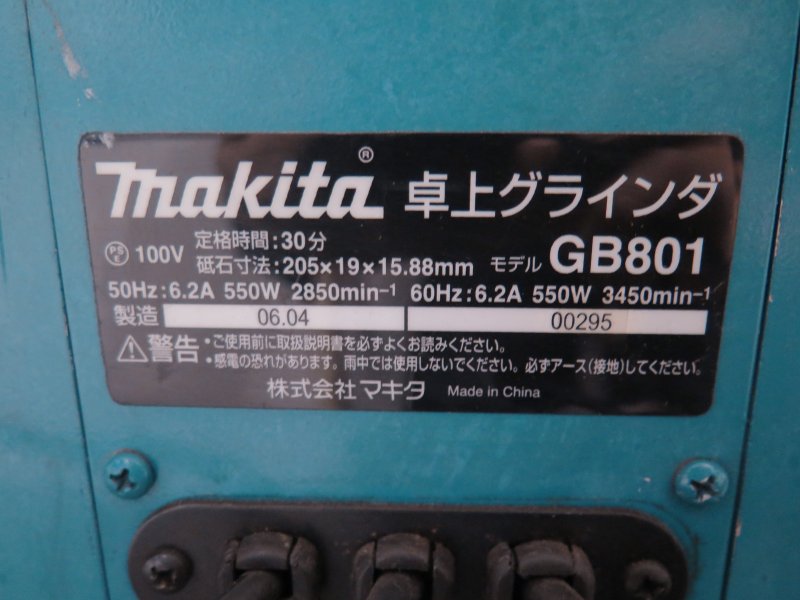 makita® 卓上グラインダ
PSE 100V 定格時間:30分
砥石寸法:205×19×15.88mm モデル GB801
50Hz:6.2A 550W 2850min⁻¹ 60Hz:6.2A 550W 3450min⁻¹
製造 06.04 00295
⚠警告 •ご使用前に取扱説明書を必ずよくお読みください。
•感電の恐れがあります。雨中では使用しないでください。必ずアース(接地)してください。
株式会社マキタ Made in China